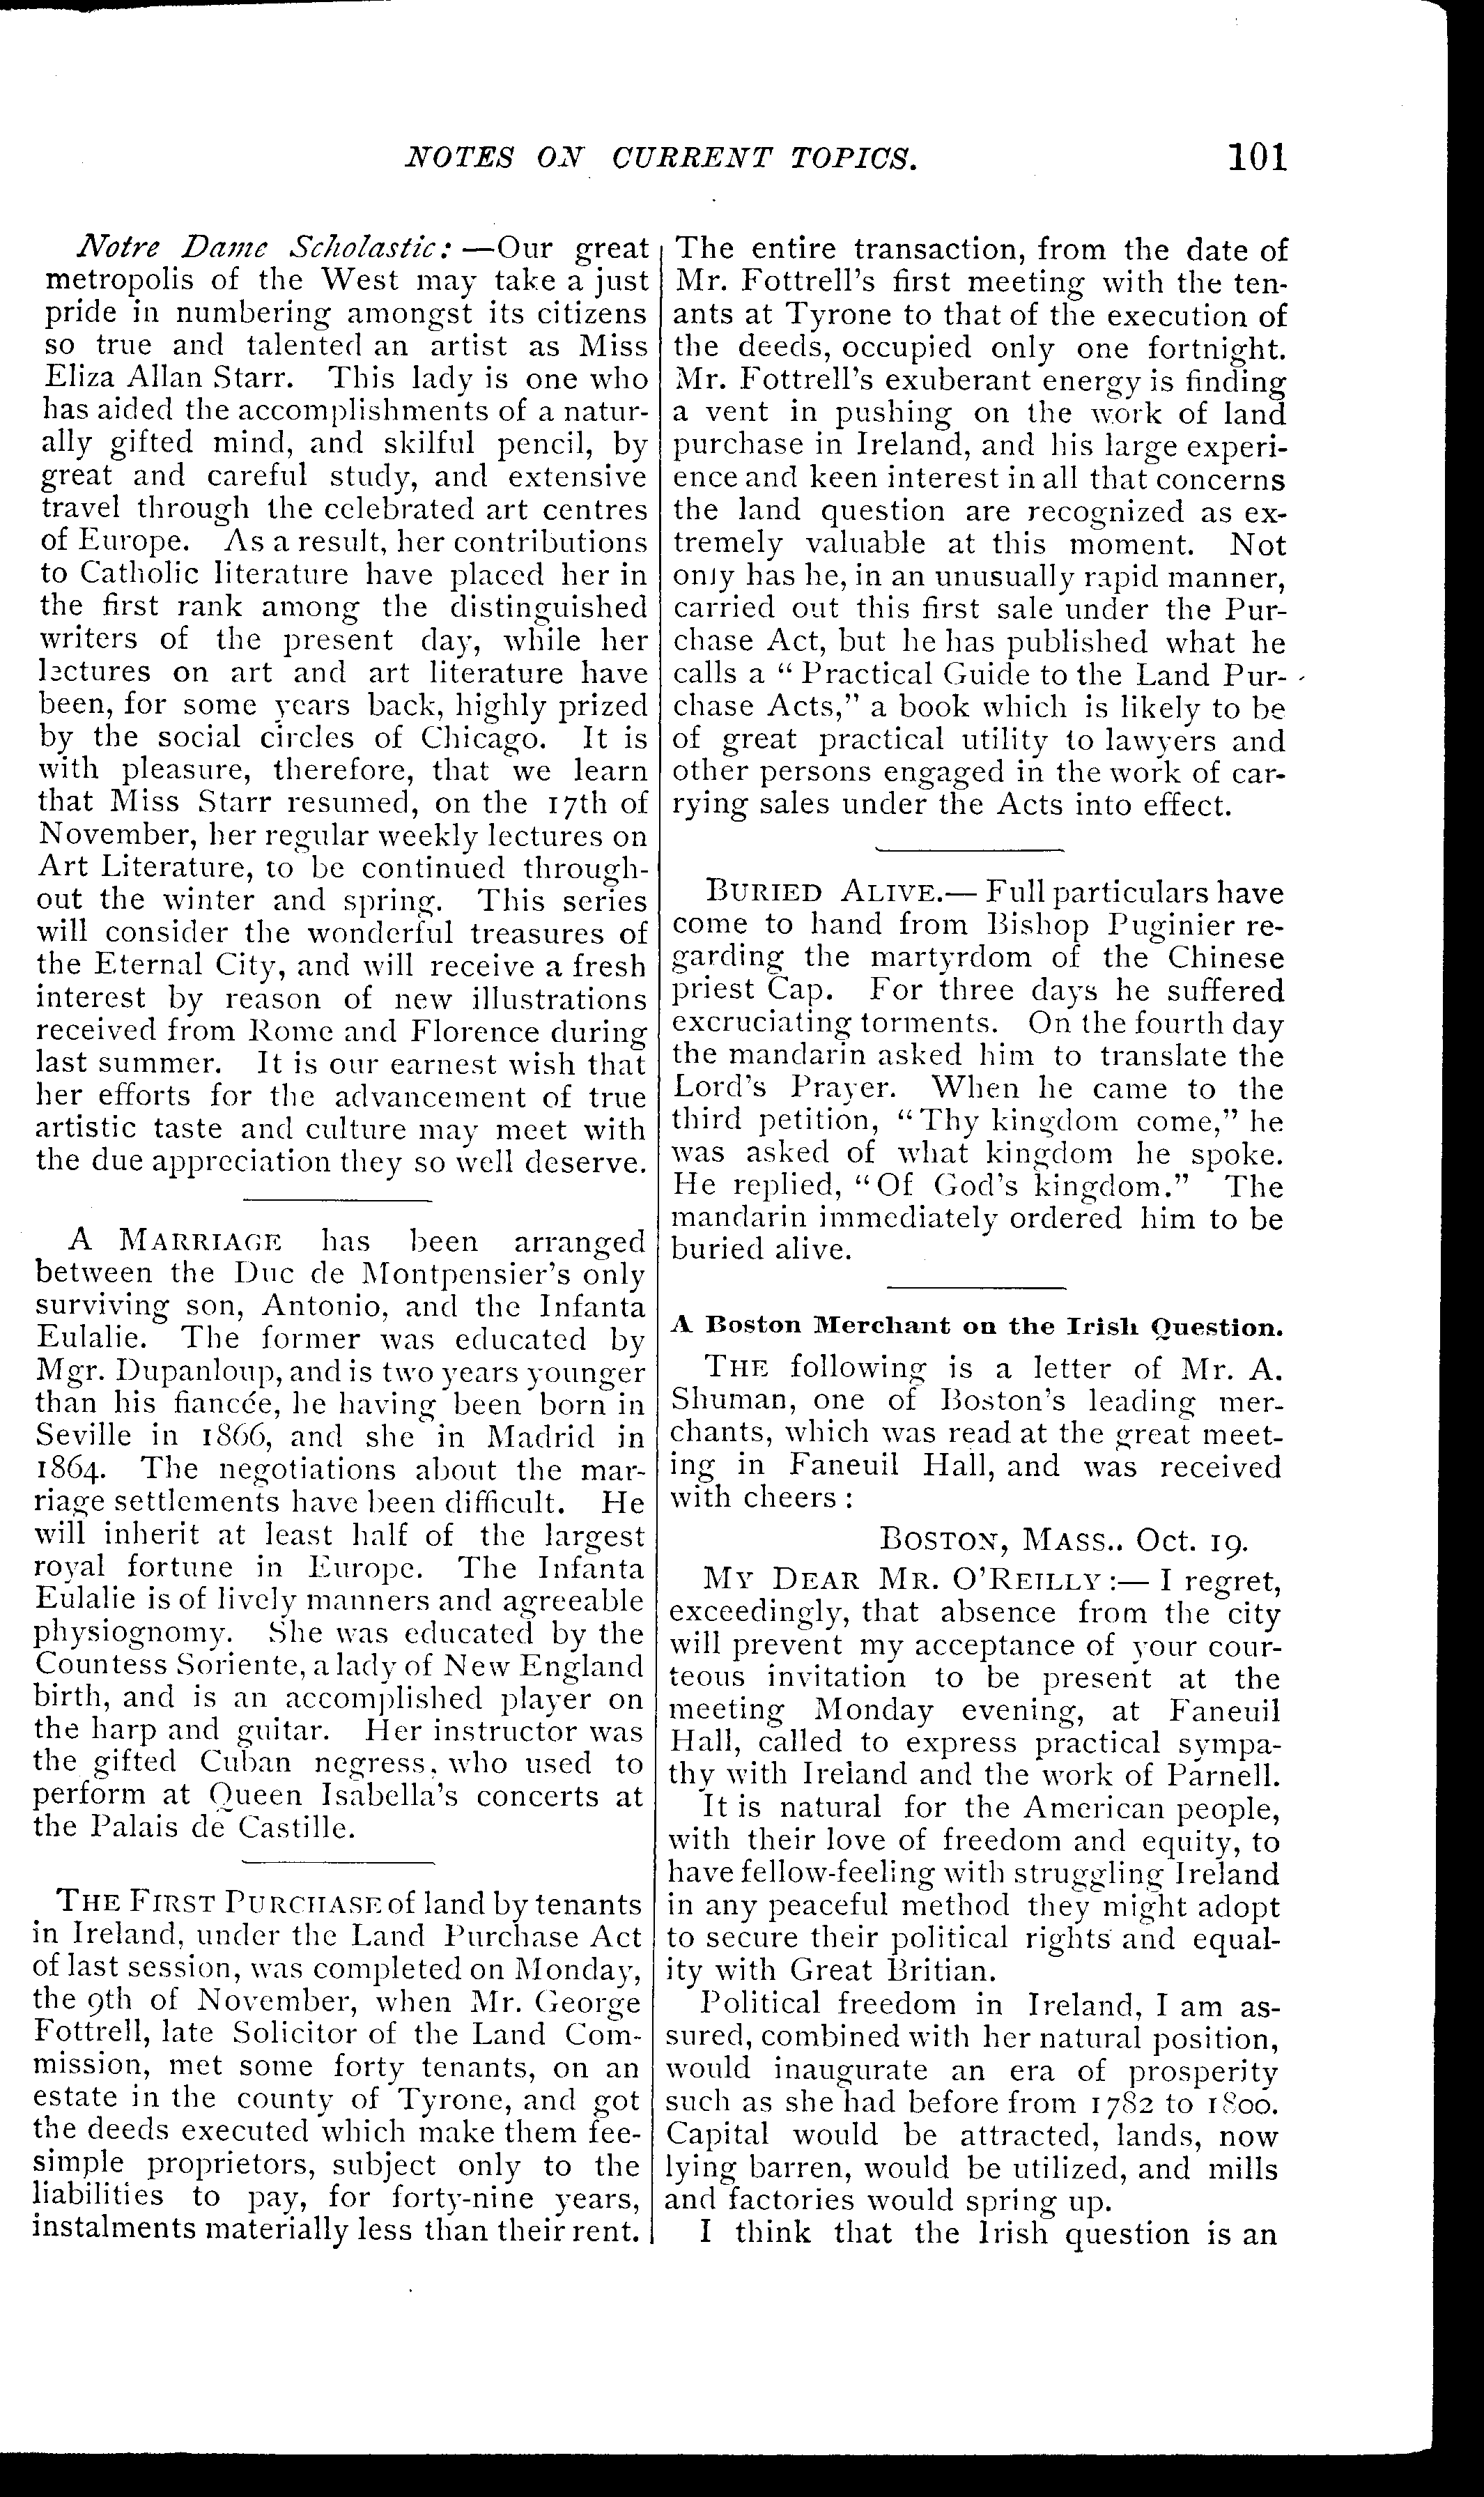 NOTES ON CURRENT TOPICS. 101
Notre Dame Scholastic: —Our great
metropolis of the West may take a just
pride in numbering amongst its citizens
so true and talented an artist as Miss
Eliza Allan Starr. This lady is one who
has aided the accomplishments of a natur-
ally gifted mind, and skilful pencil, by
great and careful study, and extensive
travel through the celebrated art centres
of Europe. As a result, her contributions
to Catholic literature have placed her in
the first rank among the distinguished
writers of the present day, while her
lectures on art and art literature have
been, for some years back, highly prized
by the social circles of Chicago. It is
with pleasure, therefore, that we learn
that Miss Starr resumed, on the 17th of
November, her regular weekly lectures on
Art Literature, to be continued through-
out the winter and spring. This series
will consider the wonderful treasures of
the Eternal City, and will receive a fresh
interest by reason of new illustrations
received from Rome and Florence during
last summer. It is our earnest wish that
her efforts for the advancement of true
artistic taste and culture may meet with
the due appreciation they so well deserve.
A MARRIAGE has been arranged
between the Duc de Montpensier's only
surviving son, Antonio, and the Infanta
Eulalie. The former was educated by
Mgr. Dupanloup, and is two years younger
than his fiancée, he having been born in
Seville in 1866, and she in Madrid in
1864. The negotiations about the mar-
riage settlements have been difficult. He
will inherit at least half of the largest
royal fortune in Europe. The Infanta
Eulalie is of lively manners and agreeable
physiognomy. She was educated by the
Countess Soriente, a lady of New England
birth, and is an accomplished player on
the harp and guitar. Her instructor was
the gifted Cuban negress, who used to
perform at Queen Isabella's concerts at
the Palais de Castille.
THE FIRST PURCHASE of land by tenants
in Ireland, under the Land Purchase Act
of last session, was completed on Monday,
the 9th of November, when Mr. George
Fottrell, late Solicitor of the Land Com-
mission, met some forty tenants, on an
estate in the county of Tyrone, and got
the deeds executed which make them fee-
simple proprietors, subject only to the
liabilities to pay, for forty-nine years,
instalments materially less than their rent.
The entire transaction, from the date of
Mr. Fottrell's first meeting with the ten-
ants at Tyrone to that of the execution of
the deeds, occupied only one fortnight.
Mr. Fottrell's exuberant energy is finding
a vent in pushing on the work of land
purchase in Ireland, and his large experi-
ence and keen interest in all that concerns
the land question are recognized as ex-
tremely valuable at this moment. Not
only has he, in an unusually rapid manner,
carried out this first sale under the Pur-
chase Act, but he has published what he
calls a "Practical Guide to the Land Pur-
chase Acts," a book which is likely to be
of great practical utility to lawyers and
other persons engaged in the work of car-
rying sales under the Acts into effect.
BURIED ALIVE.— Full particulars have
come to hand from Bishop Puginier re-
garding the martyrdom of the Chinese
priest Cap. For three days he suffered
excruciating torments. On the fourth day
the mandarin asked him to translate the
Lord's Prayer. When he came to the
third petition, "Thy kingdom come," he
was asked of what kingdom he spoke.
He replied, "Of God's kingdom." The
mandarin immediately ordered him to be
buried alive.
A Boston Merchant on the Irish Question.
THE following is a letter of Mr. A.
Shuman, one of Boston's leading mer-
chants, which was read at the great meet-
ing in Faneuil Hall, and was received
with cheers :
BOSTON, MASS.. Oct. 19.
MY DEAR MR. O'REILLY :— I regret,
exceedingly, that absence from the city
will prevent my acceptance of your cour-
teous invitation to be present at the
meeting Monday evening, at Faneuil
Hall, called to express practical sympa-
thy with Ireland and the work of Parnell.
It is natural for the American people,
with their love of freedom and equity, to
have fellow-feeling with struggling Ireland
in any peaceful method they might adopt
to secure their political rights and equal-
ity with Great Britian.
Political freedom in Ireland, I am as-
sured, combined with her natural position,
would inaugurate an era of prosperity
such as she had before from 1782 to 1800.
Capital would be attracted, lands, now
lying barren, would be utilized, and mills
and factories would spring up.
I think that the Irish question is an